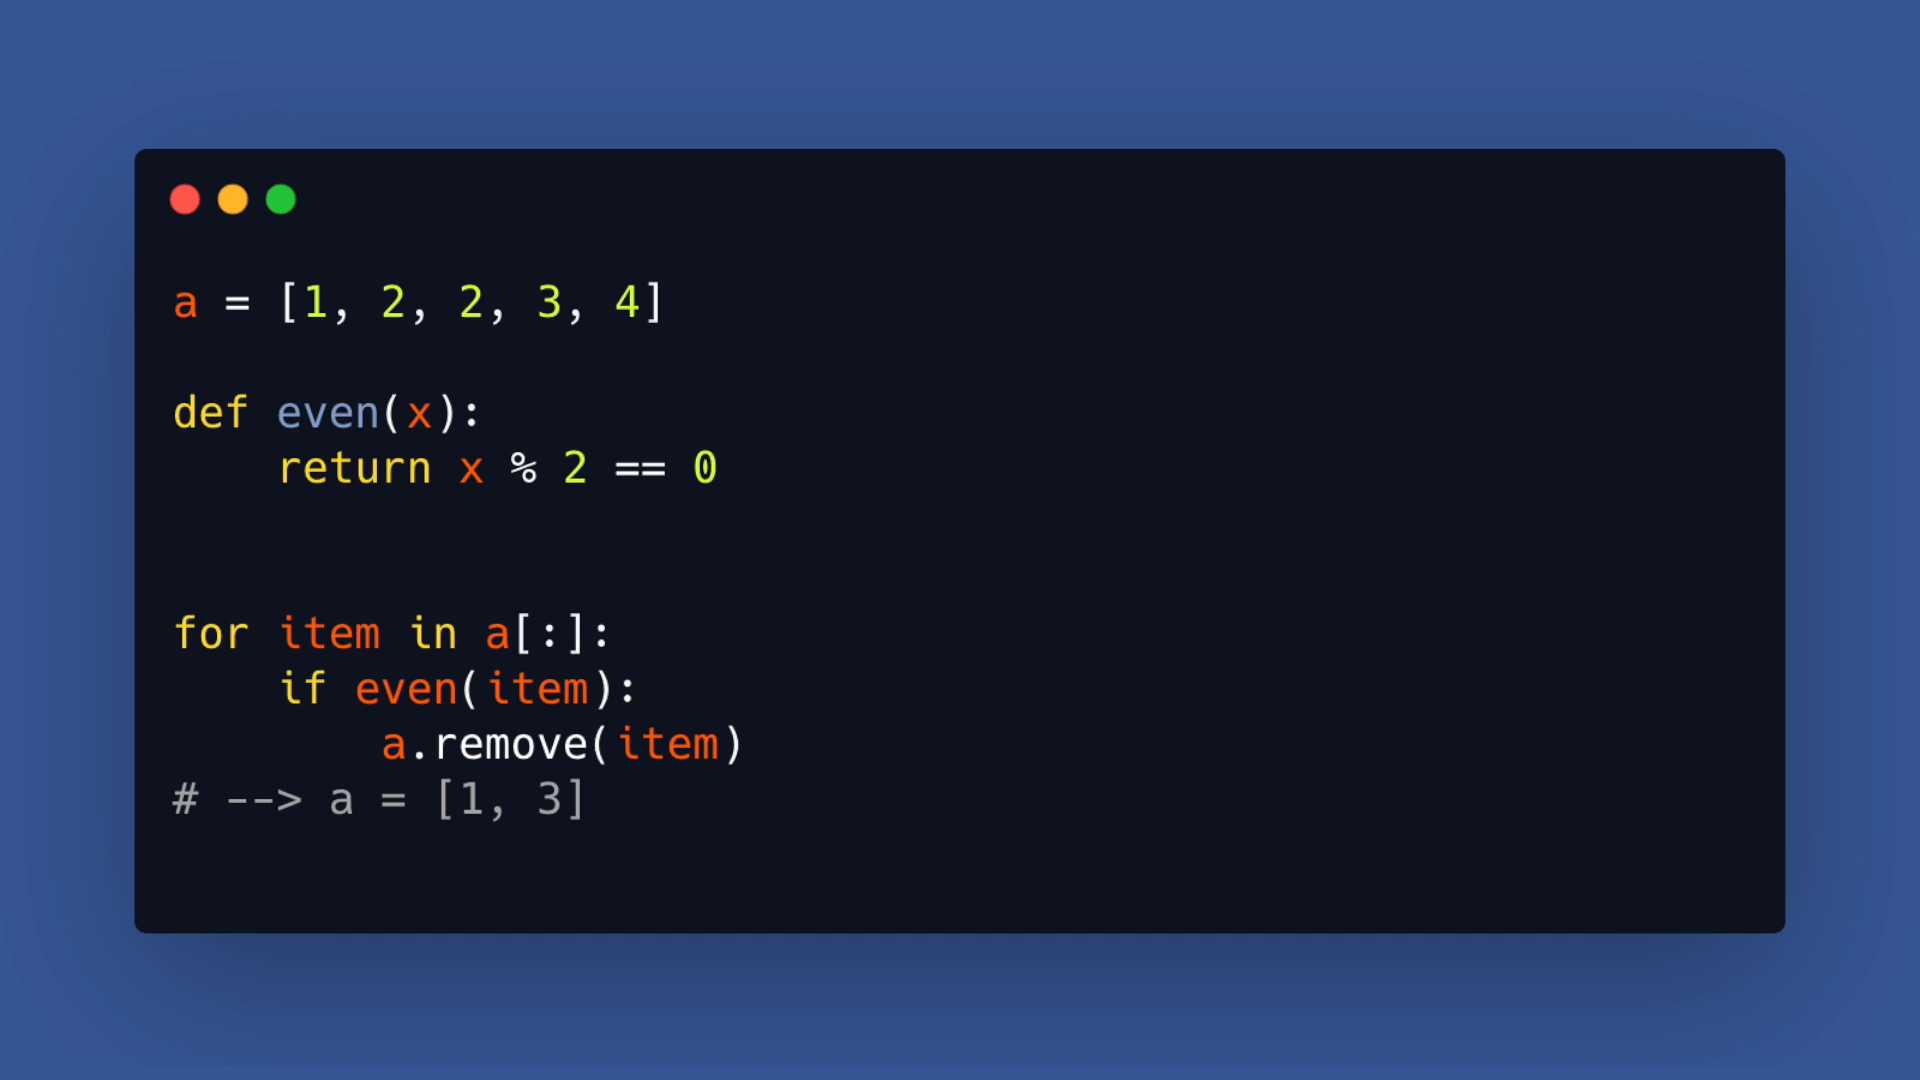 a = [1, 2, 2, 3, 4]
def even(x):
    return x % 2 == 0
for item in a[:]:
    if even(item):
        a.remove(item)
# --> a = [1, 3]